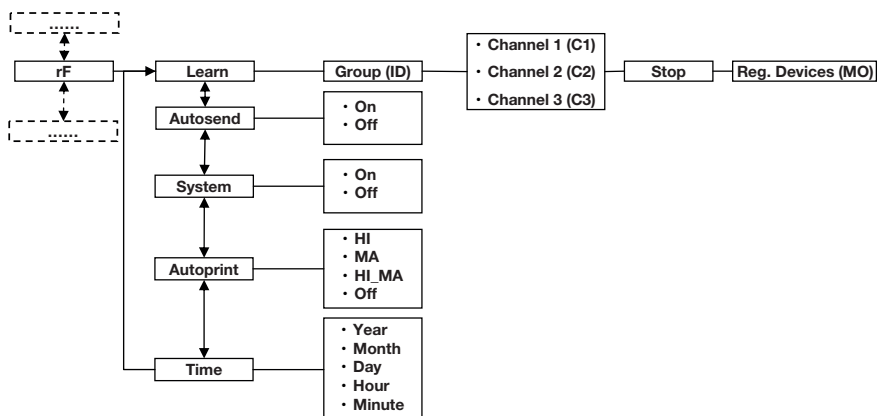 ......
rF
......
Learn
Group (ID)
・ Channel 1 (C1)
・ Channel 2 (C2)
・ Channel 3 (C3)
Stop
Reg. Devices (MO)
Autosend
・ On
・ Off
System
・ On
・ Off
Autoprint
・ HI
・ MA
・ HI_MA
・ Off
Time
・ Year
・ Month
・ Day
・ Hour
・ Minute